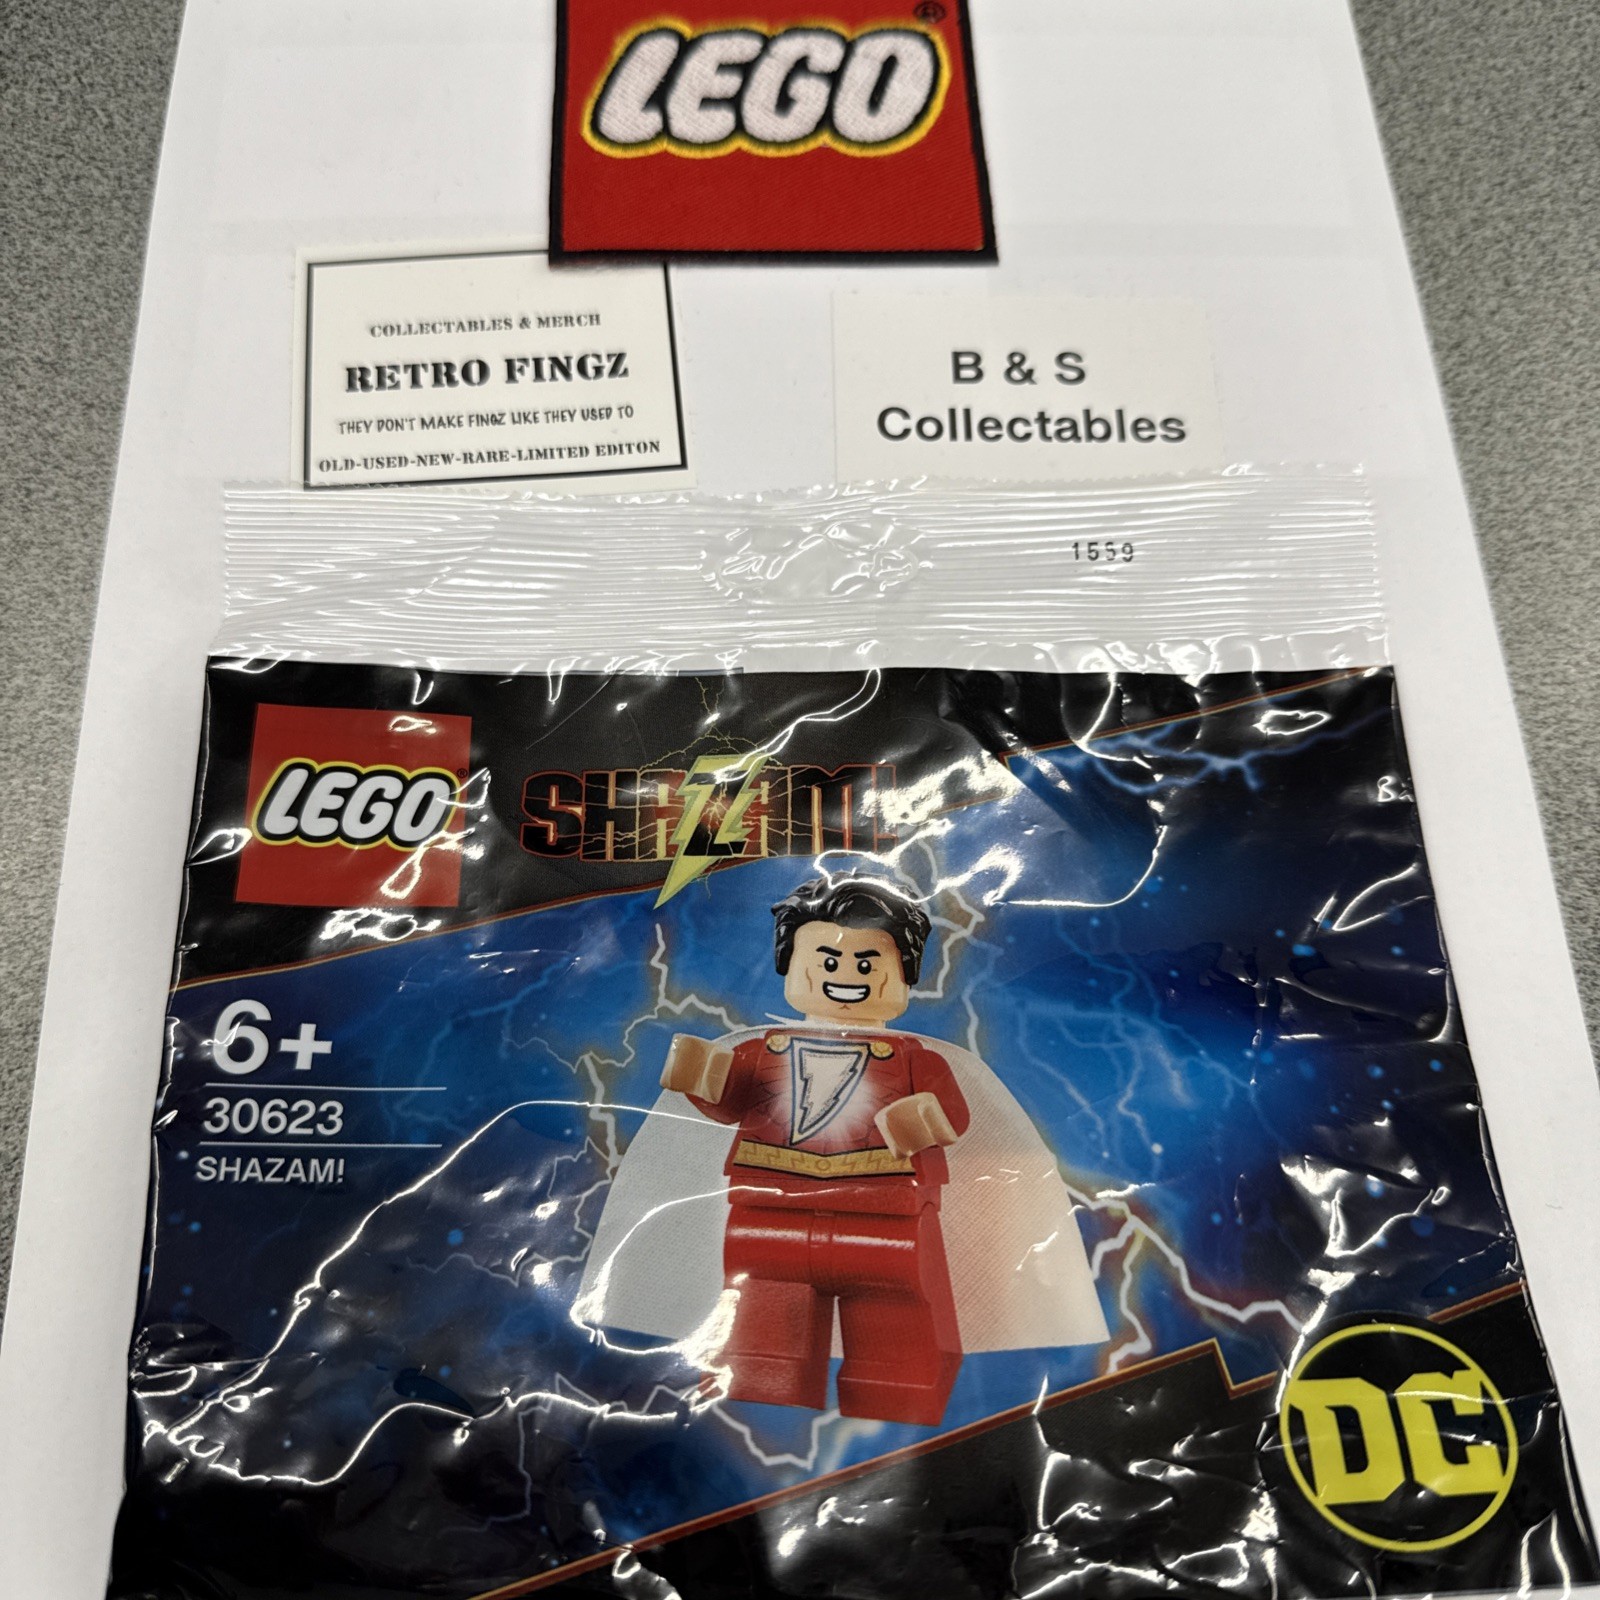 LEGO ®
COLLECTABLES & MERCH
RETRO FINGZ
THEY DON'T MAKE FINGZ LIKE THEY USED TO
OLD-USED-NEW-RARE-LIMITED EDITON
B & S
Collectables
LEGO
SHAZAM!
6+
30623
SHAZAM!
DC